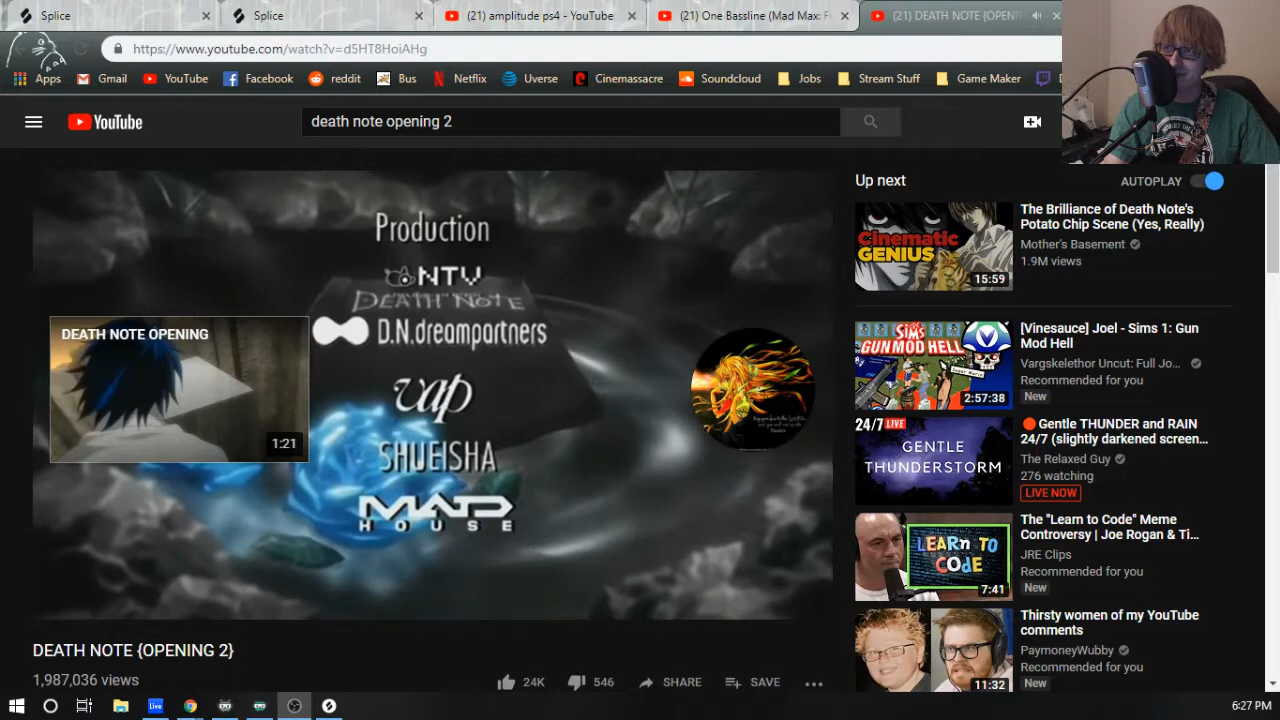 Splice
Splice
(21) amplitude ps4 - YouTube
(21) One Bassline (Mad Max: F
(21) DEATH NOTE {OPENIN
https://www.youtube.com/watch?v=d5HT8HoiAHg
Apps
Gmail
YouTube
Facebook
reddit
Bus
Netflix
Uverse
Cinemassacre
Soundcloud
Jobs
Stream Stuff
Game Maker
YouTube
death note opening 2
Production
NTV
DEATH NOTE
D.N.dreampartners
vap
SHUEISHA
MAD
HOUSE
DEATH NOTE OPENING
1:21
Up next
AUTOPLAY
Cinematic
GENIUS
15:59
The Brilliance of Death Note's
Potato Chip Scene (Yes, Really)
Mother's Basement
1.9M views
SIMS
GUN MOD HELL
2:57:38
[Vinesauce] Joel - Sims 1: Gun
Mod Hell
Vargskelethor Uncut: Full Jo...
Recommended for you
New
24/7 LIVE
GENTLE
THUNDERSTORM
Gentle THUNDER and RAIN
24/7 (slightly darkened screen...
The Relaxed Guy
276 watching
LIVE NOW
LEARN TO
CODE
7:41
The "Learn to Code" Meme
Controversy | Joe Rogan & Ti...
JRE Clips
Recommended for you
New
11:32
Thirsty women of my YouTube
comments
PaymoneyWubby
Recommended for you
New
DEATH NOTE {OPENING 2}
1,987,036 views
24K
546
SHARE
SAVE
Live
6:27 PM